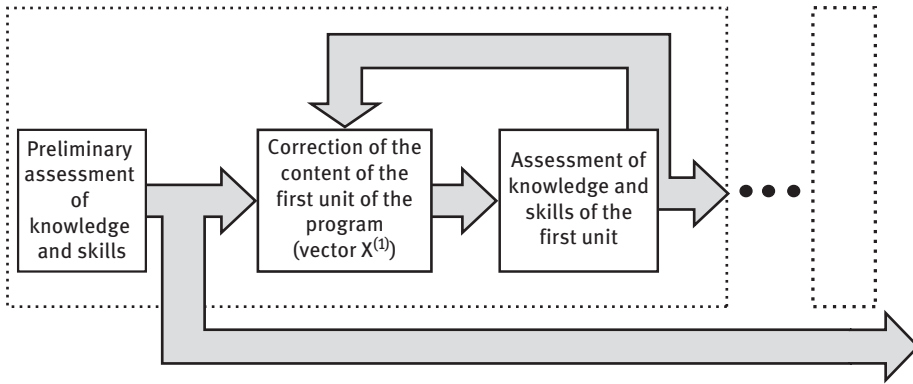 Preliminary
assessment
of
knowledge
and skills
Correction of the
content of the
first unit of the
program
(vector X⁽¹⁾)
Assessment of
knowledge and
skills of the
first unit